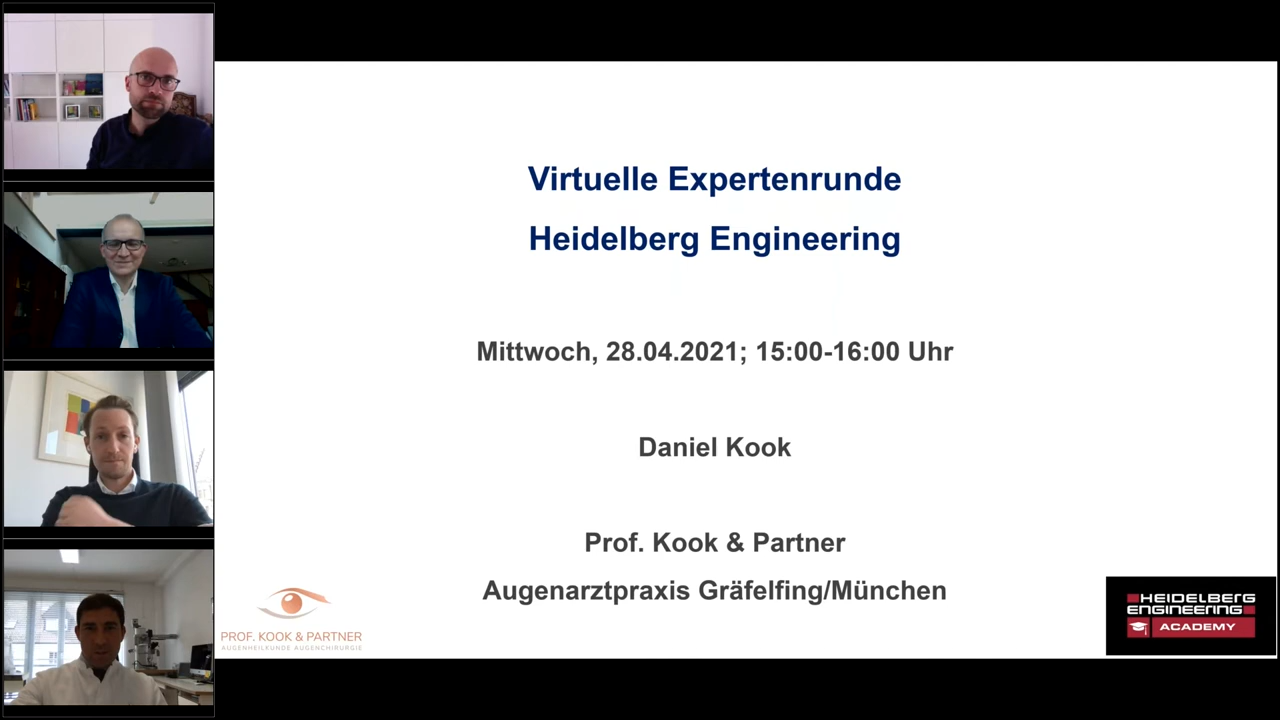 Virtuelle Expertenrunde
Heidelberg Engineering
Mittwoch, 28.04.2021; 15:00-16:00 Uhr
Daniel Kook
Prof. Kook & Partner
Augenarztpraxis Gräfelfing/München
PROF. KOOK & PARTNER
AUGENHEILKUNDE AUGENCHIRURGIE
HEIDELBERG
ENGINEERING
ACADEMY